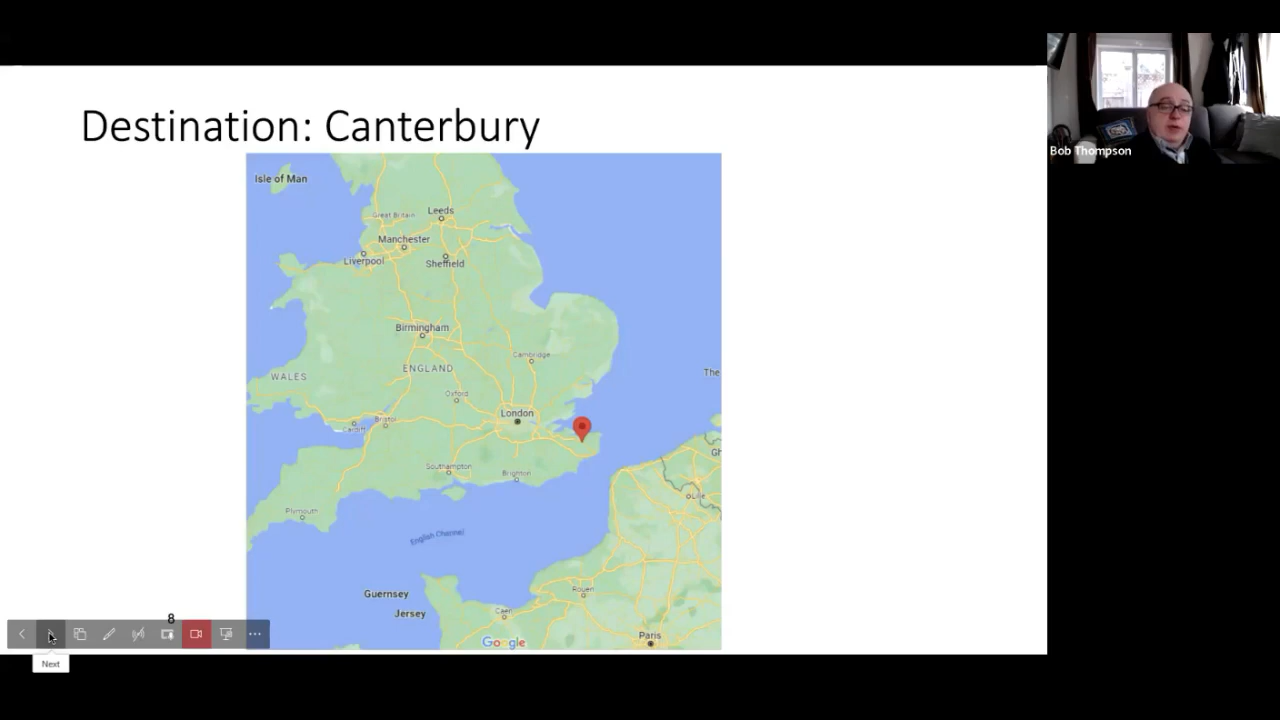 Destination: Canterbury
Bob Thompson
Isle of Man
Leeds
Great Britain
Manchester
Liverpool
Sheffield
Birmingham
Cambridge
ENGLAND
WALES
The
Oxford
London
Bristol
Cardiff
Gh
Southampton
Brighton
Lille
Plymouth
English Channel
Guernsey
Rouen
Jersey
Caen
8
Google
Paris
Next